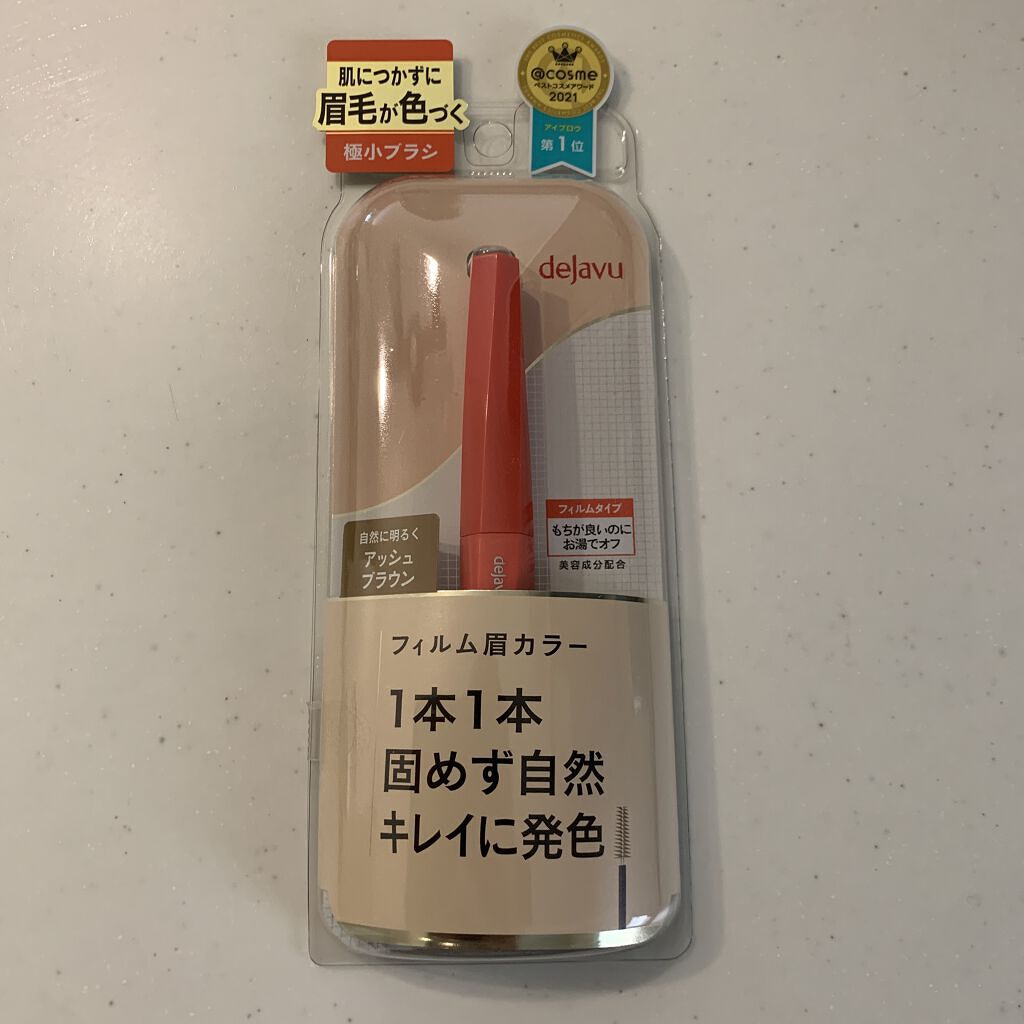 肌につかずに
眉毛が色づく
極小ブラシ
@cosme
ベストコスメアワード
2021
アイブロウ
第1位
deJavu
フィルムタイプ
もちが良いのに
お湯でオフ
美容成分配合
自然に明るく
アッシュ
ブラウン
フィルム眉カラー
1本1本
固めず自然
キレイに発色